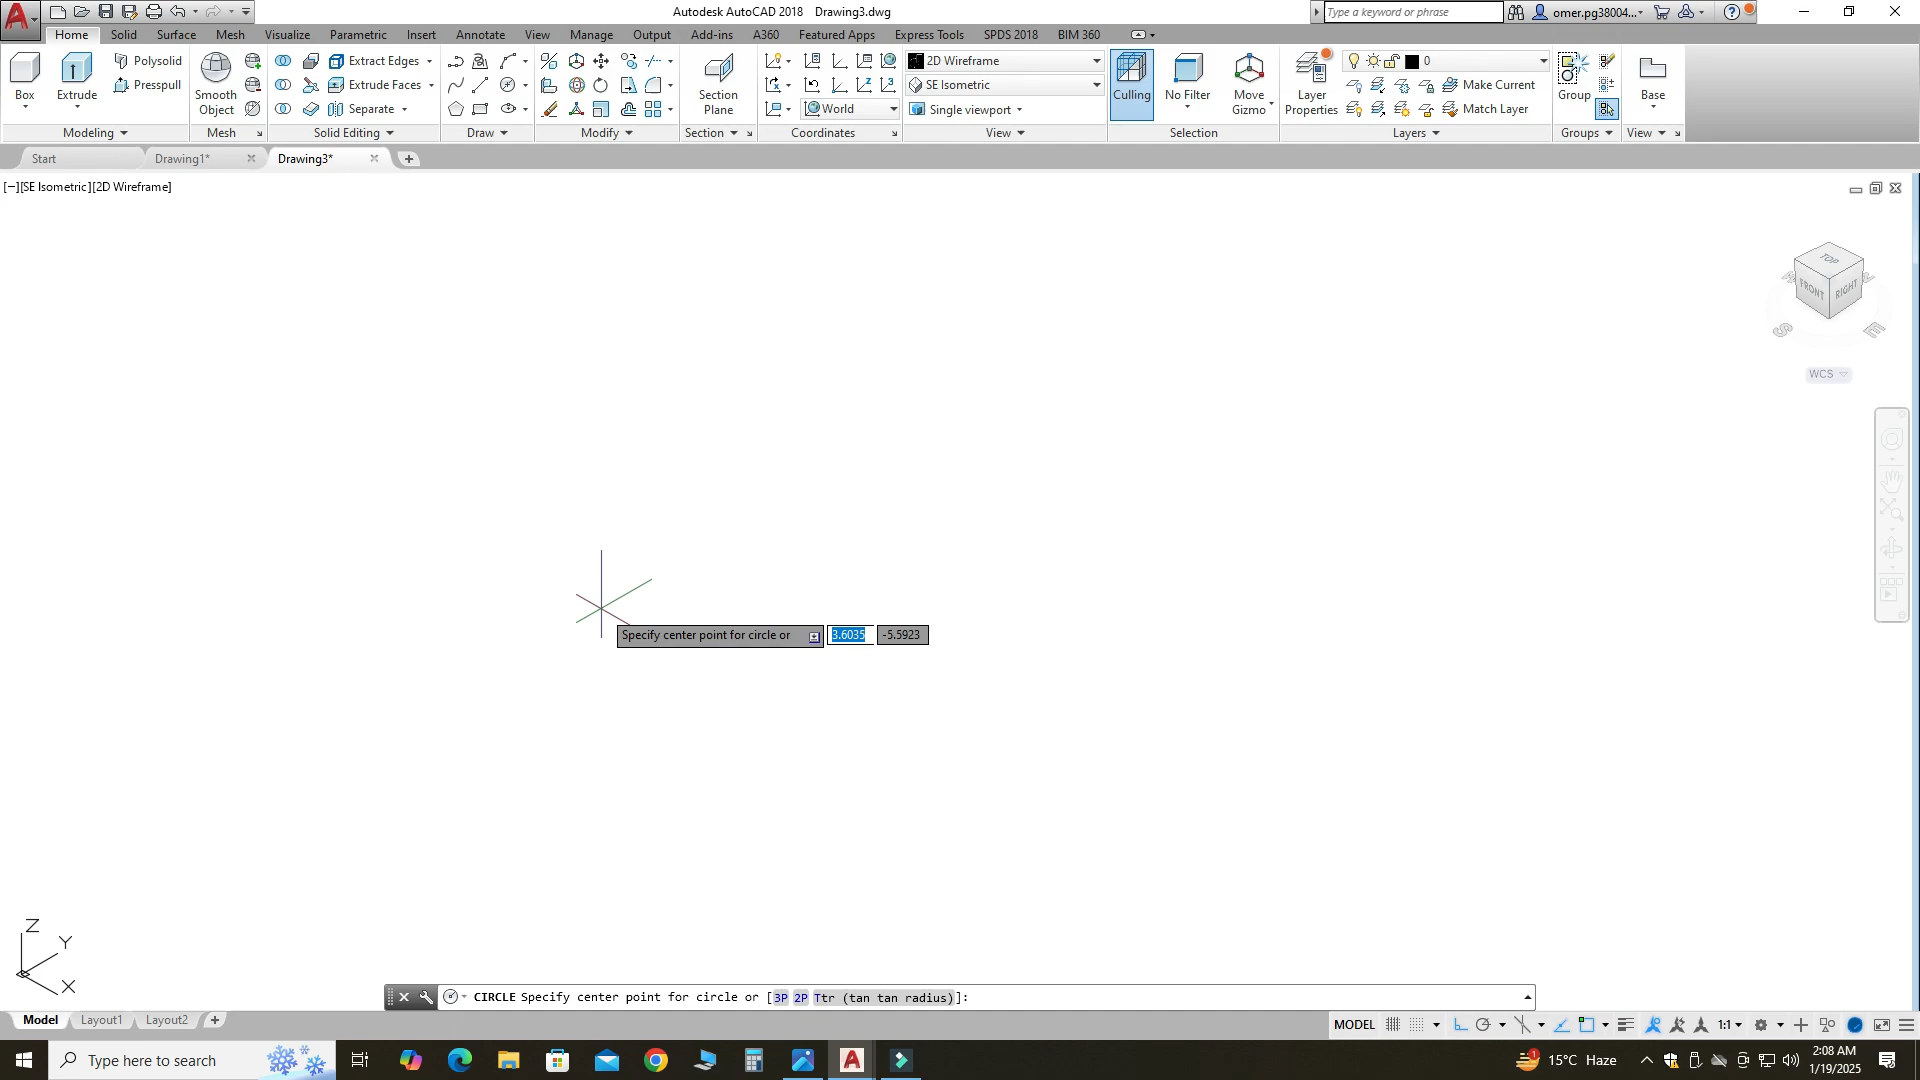 Autodesk AutoCAD 2018 Drawing3.dwg
Type a keyword or phrase
omer.pg38004...
Home Solid Surface Mesh Visualize Parametric Insert Annotate View Manage Output Add-ins A360 Featured Apps Express Tools SPDS 2018 BIM 360
Box
Extrude
Polysolid
Presspull
Modeling
Smooth
Object
Mesh
Extract Edges
Extrude Faces
Separate
Solid Editing
Draw
Modify
Section
Plane
Section
World
Coordinates
2D Wireframe
SE Isometric
Single viewport
View
Culling
No Filter
Move
Gizmo
Selection
Layer
Properties
0
Make Current
Match Layer
Layers
Group
Groups
Base
View
Start Drawing1* Drawing3*
[−][SE Isometric][2D Wireframe]
TOP
FRONT RIGHT
S E
WCS
Specify center point for circle or 3.6035 -5.5923
Z
Y
X
CIRCLE Specify center point for circle or [3P 2P Ttr (tan tan radius)]:
Model Layout1 Layout2
MODEL 1:1
Type here to search
15°C Haze
2:08 AM
1/19/2025